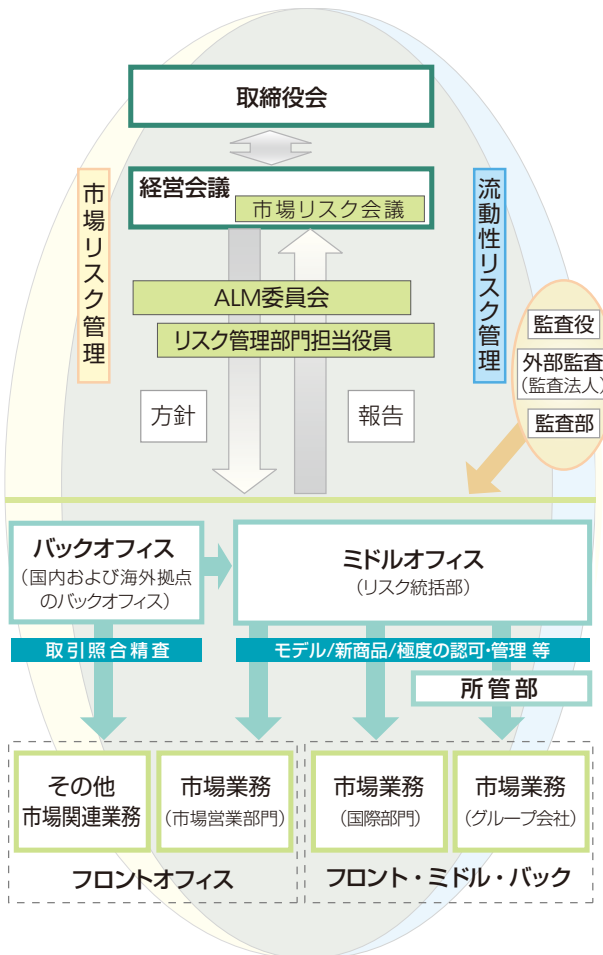 取締役会
経営会議
市場リスク会議
市場リスク管理
流動性リスク管理
ALM委員会
リスク管理部門担当役員
監査役
外部監査
(監査法人)
監査部
方針
報告
バックオフィス
(国内および海外拠点
のバックオフィス)
ミドルオフィス
(リスク統括部)
取引照合精査
モデル/新商品/極度の認可・管理 等
所管部
その他
市場関連業務
市場業務
(市場営業部門)
市場業務
(国際部門)
市場業務
(グループ会社)
フロントオフィス
フロント・ミドル・バック